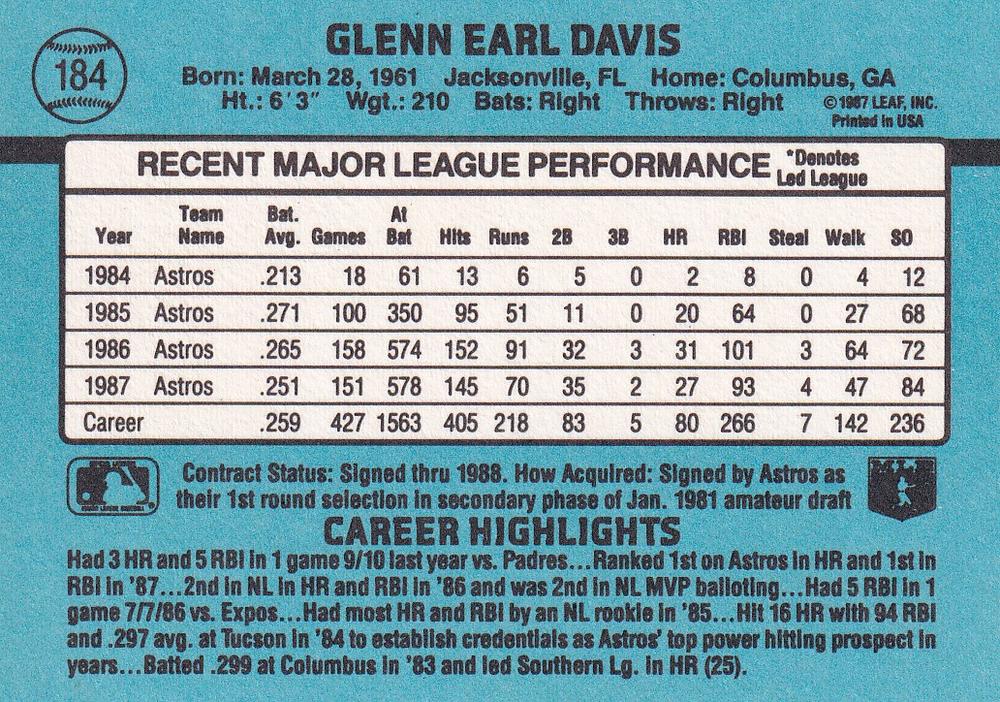 GLENN EARL DAVIS
184
Born: March 28, 1961 Jacksonville, FL Home: Columbus, GA
Ht.: 6'3" Wgt.: 210 Bats: Right Throws: Right ©1987 LEAF, INC.
Printed in USA
RECENT MAJOR LEAGUE PERFORMANCE *Denotes Led League
Year Team Name Bat. Avg. Games At Bat Hits Runs 2B 3B HR RBI Steal Walk SO
1984 Astros .213 18 61 13 6 5 0 2 8 0 4 12
1985 Astros .271 100 350 95 51 11 0 20 64 0 27 68
1986 Astros .265 158 574 152 91 32 3 31 101 3 64 72
1987 Astros .251 151 578 145 70 35 2 27 93 4 47 84
Career .259 427 1563 405 218 83 5 80 266 7 142 236
Contract Status: Signed thru 1988. How Acquired: Signed by Astros as
their 1st round selection in secondary phase of Jan. 1981 amateur draft
CAREER HIGHLIGHTS
Had 3 HR and 5 RBI in 1 game 9/10 last year vs. Padres...Ranked 1st on Astros in HR and 1st in
RBI in '87...2nd in NL in HR and RBI in '86 and was 2nd in NL MVP balloting...Had 5 RBI in 1
game 7/7/86 vs. Expos...Had most HR and RBI by an NL rookie in '85...Hit 16 HR with 94 RBI
and .297 avg. at Tucson in '84 to establish credentials as Astros' top power hitting prospect in
years...Batted .299 at Columbus in '83 and led Southern Lg. in HR (25).